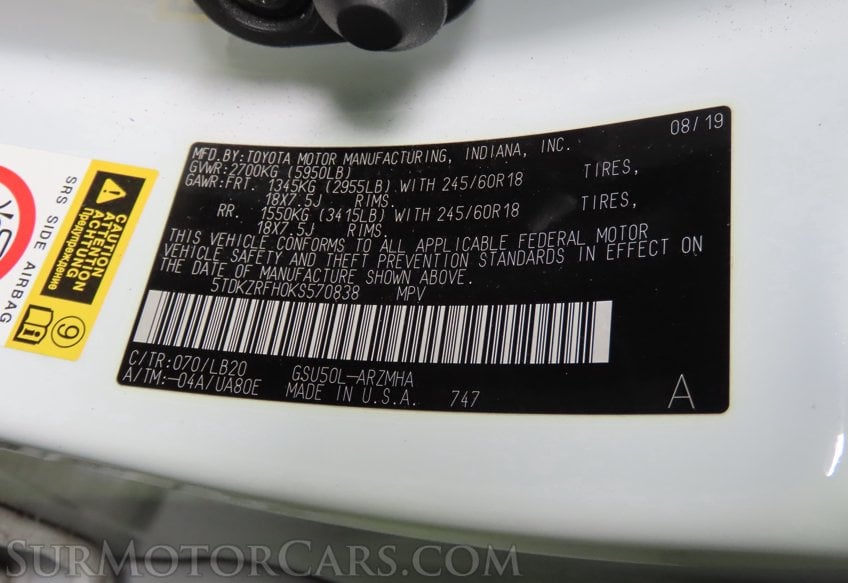 08/19
MFD.BY: TOYOTA MOTOR MANUFACTURING, INDIANA, INC.
GVWR: 2700KG (5950LB)
GAWR: FRT. 1345KG (2955LB) WITH 245/60R18 TIRES,
18X7.5J RIMS.
RR. 1550KG (3415LB) WITH 245/60R18 TIRES,
18X7.5J RIMS.
THIS VEHICLE CONFORMS TO ALL APPLICABLE FEDERAL MOTOR
VEHICLE SAFETY AND THEFT PREVENTION STANDARDS IN EFFECT ON
THE DATE OF MANUFACTURE SHOWN ABOVE.
5TDKZRFH0KS570838 MPV
C/TR: 070/LB20 GSU50L-ARZMHA
A/TM: -04A/UA80E MADE IN U.S.A. 747 A
SRS SIDE AIRBAG
CAUTION
ATTENTION
ACHTUNG
Предупреждение
9
SURMOTORCARS.COM